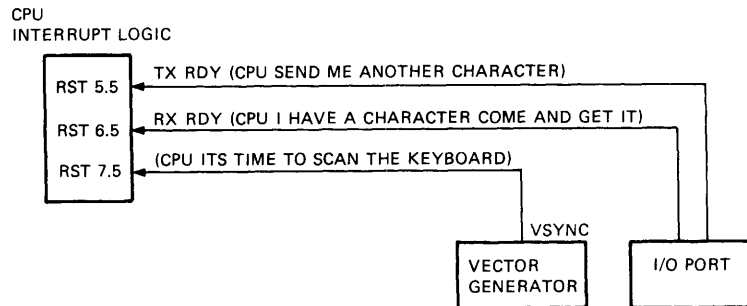 CPU
INTERRUPT LOGIC
RST 5.5
TX RDY (CPU SEND ME ANOTHER CHARACTER)
RST 6.5
RX RDY (CPU I HAVE A CHARACTER COME AND GET IT)
RST 7.5
(CPU ITS TIME TO SCAN THE KEYBOARD)
VSYNC
VECTOR
GENERATOR
I/O PORT